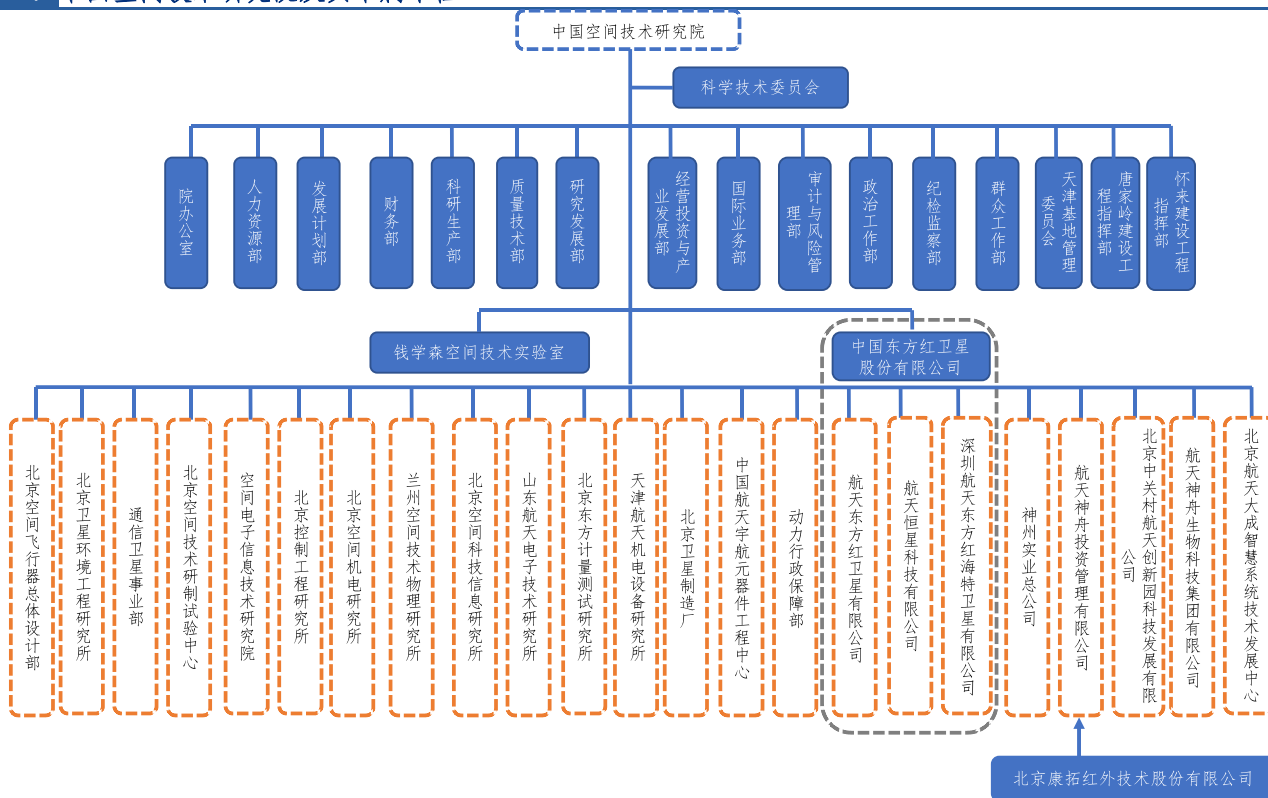 中国空间技术研究院
科学技术委员会
院办公室
人力资源部
发展计划部
财务部
科研生产部
质量技术部
研究发展部
经营投资与产
业发展部
国际业务部
审计与风险管
理部
政治工作部
纪检监察部
群众工作部
天津基地管理
委员会
唐家岭建设工
程指挥部
怀来建设工程
指挥部
钱学森空间技术实验室
中国东方红卫星
股份有限公司
北京空间飞行器总体设计部
北京卫星环境工程研究所
通信卫星事业部
北京空间技术研制试验中心
空间电子信息技术研究院
北京控制工程研究所
北京空间机电研究所
兰州空间技术物理研究所
北京空间科技信息研究所
山东航天电子技术研究所
北京东方计量测试研究所
天津航天机电设备研究所
北京卫星制造厂
中国航天宇航元器件工程中心
动力行政保障部
航天东方红卫星有限公司
航天恒星科技有限公司
深圳航天东方红海特卫星有限公司
神州实业总公司
航天神舟投资管理有限公司
北京中关村航天创新园科技发展有限
公司
航天神舟生物科技集团有限公司
北京航天大成智慧系统技术发展中心
北京康拓红外技术股份有限公司